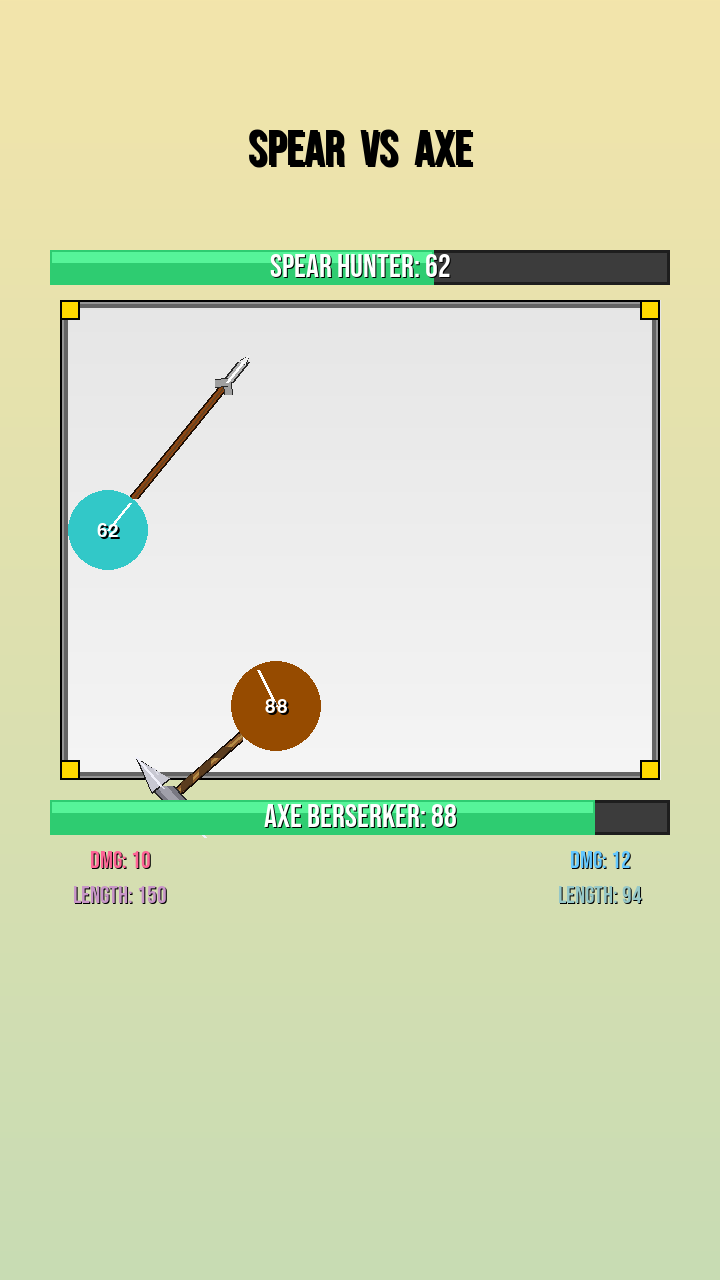 SPEAR VS AXE
SPEAR HUNTER: 62
62
88
AXE BERSERKER: 88
DMG: 10
DMG: 12
LENGTH: 150
LENGTH: 94